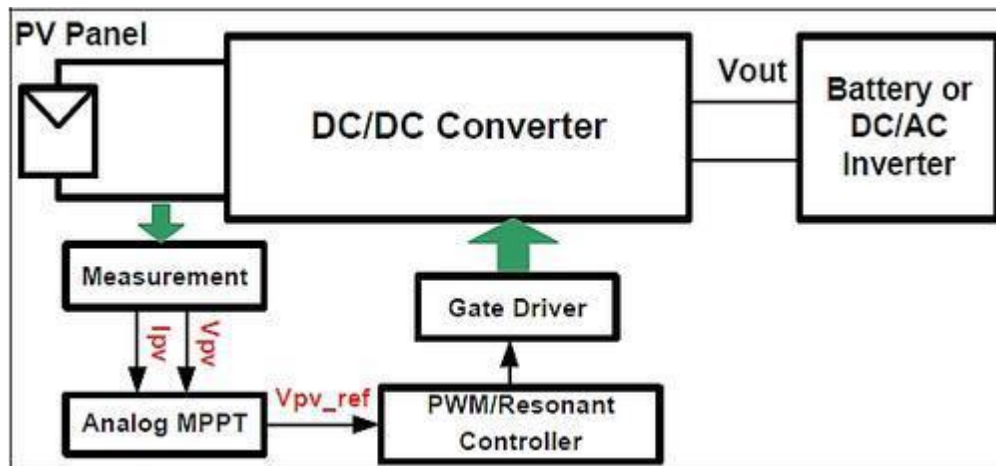 PV Panel
DC/DC Converter
Vout
Battery or
DC/AC
Inverter
Measurement
Ipv
Vpv
Gate Driver
Analog MPPT
Vpv_ref
PWM/Resonant
Controller